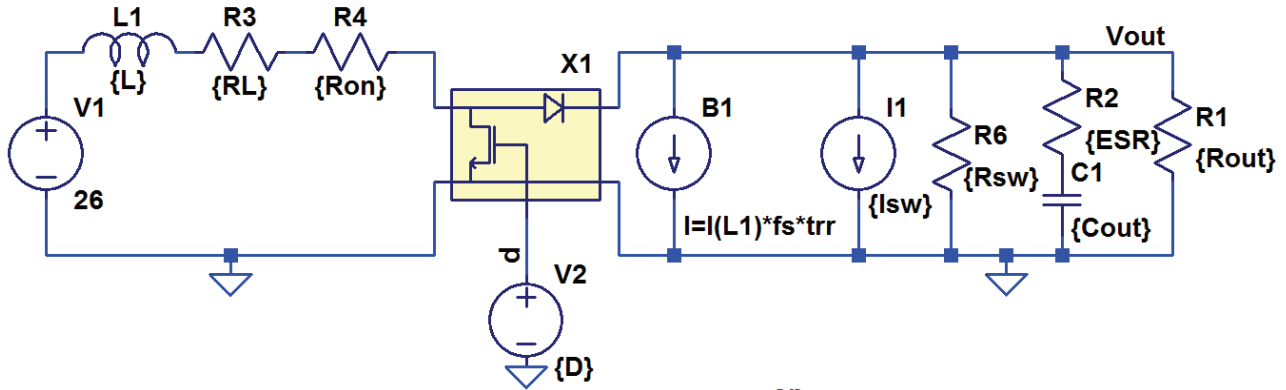 L1
R3
R4
{L}
{RL}
{Ron}
V1
26
X1
d
V2
{D}
B1
I=I(L1)*fs*trr
I1
{Isw}
R6
{Rsw}
Vout
R2
{ESR}
C1
{Cout}
R1
{Rout}